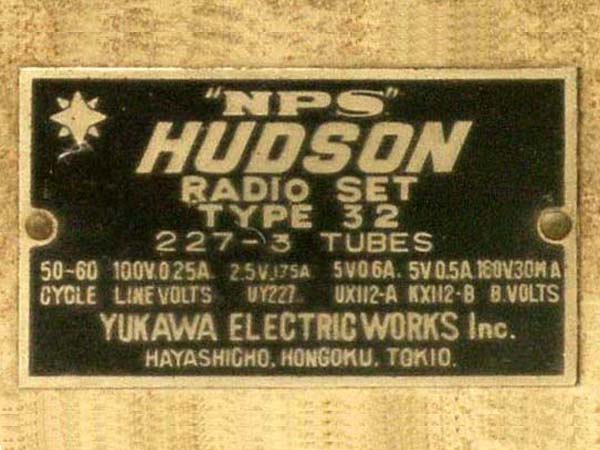 "NPS"
HUDSON
RADIO SET
TYPE 32
227-3 TUBES
50~60 100V.0.25A. 2.5V.1.75A 5V0.6A. 5V0.5A. 180V.30MA
CYCLE LINE VOLTS UY227. UX112-A KX112-B B.VOLTS
YUKAWA ELECTRIC WORKS Inc.
HAYASHICHO. HONGOKU. TOKIO.